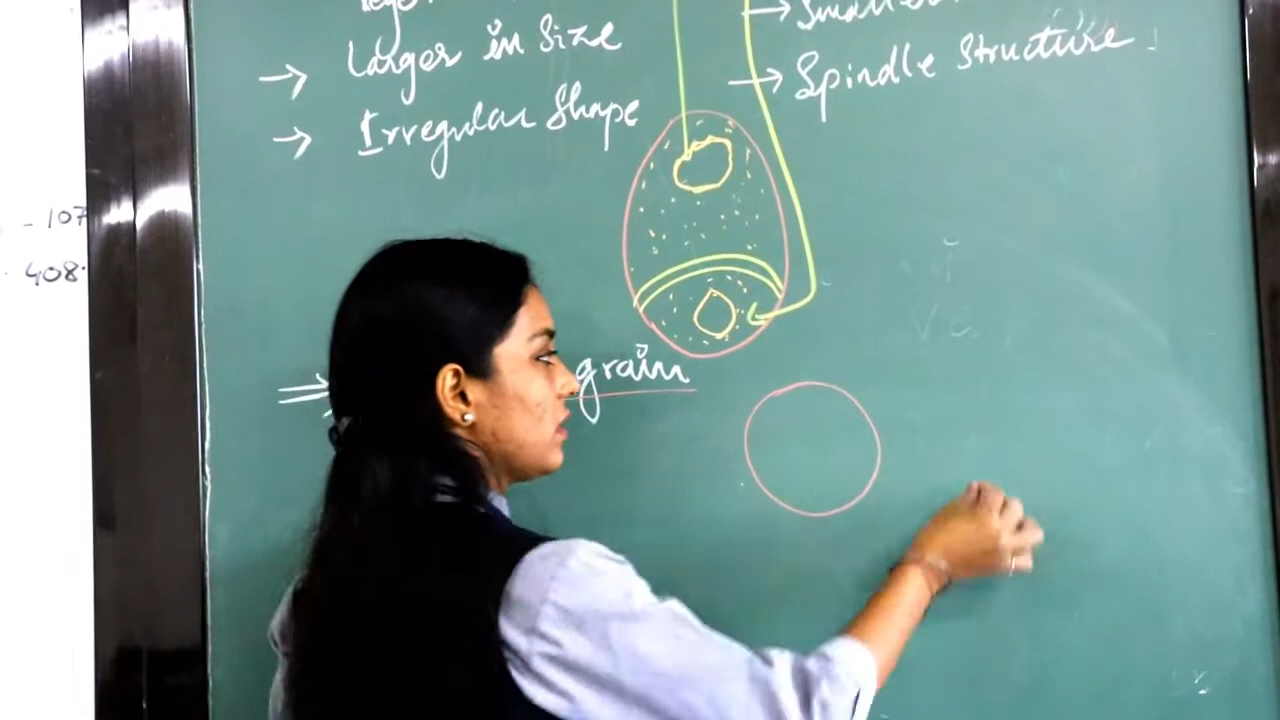 → Larger in Size
→ Irregular Shape
→ Spindle Structure
⇒ grain
- 107
408.